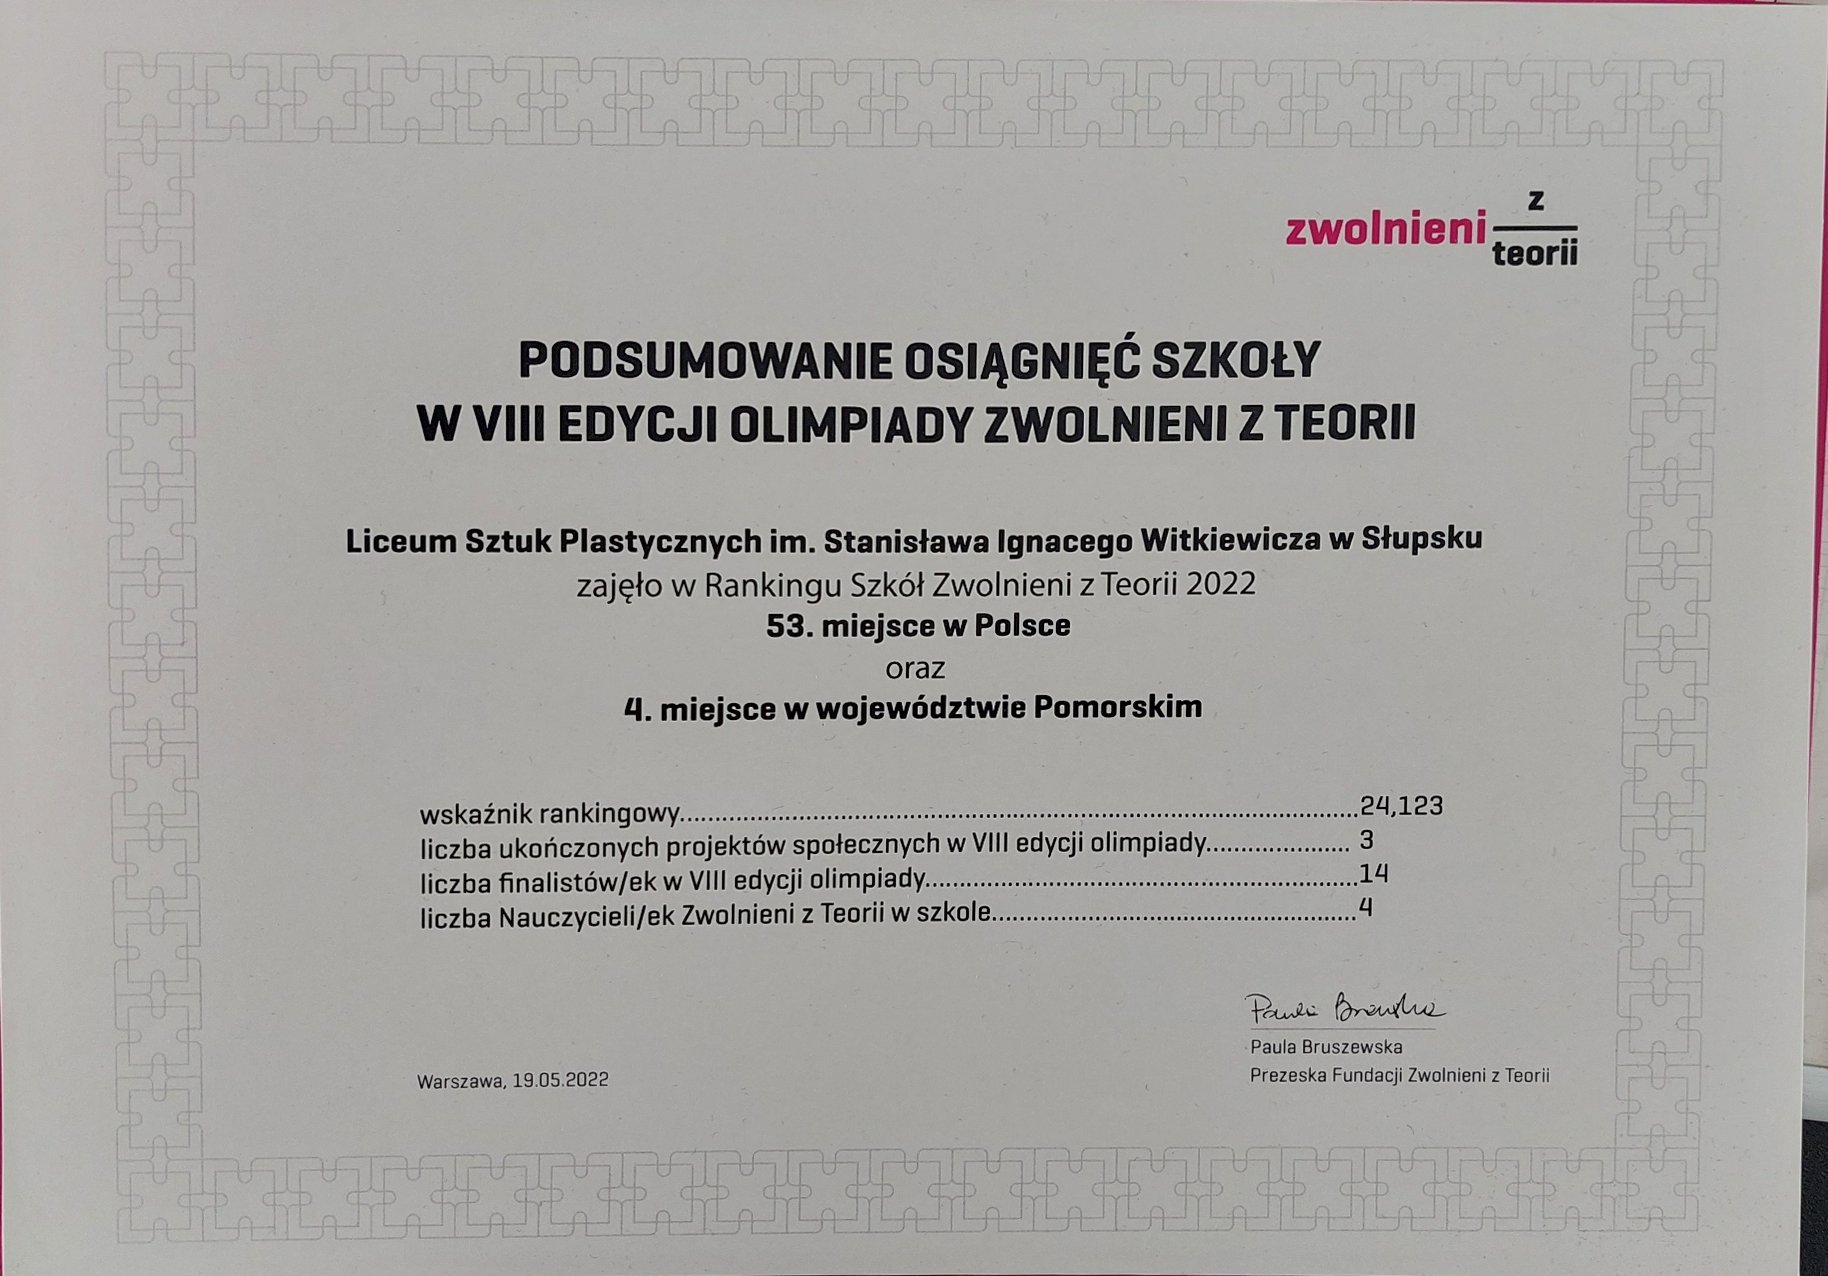 zwolnieni z
teorii
PODSUMOWANIE OSIĄGNIĘĆ SZKOŁY
W VIII EDYCJI OLIMPIADY ZWOLNIENI Z TEORII
Liceum Sztuk Plastycznych im. Stanisława Ignacego Witkiewicza w Słupsku
zajęło w Rankingu Szkół Zwolnieni z Teorii 2022
53. miejsce w Polsce
oraz
4. miejsce w województwie Pomorskim
wskaźnik rankingowy....................24,123
liczba ukończonych projektów społecznych w VIII edycji olimpiady.................... 3
liczba finalistów/ek w VIII edycji olimpiady....................14
liczba Nauczycieli/ek Zwolnieni z Teorii w szkole....................4
Paula Bruszewska
Paula Bruszewska
Prezeska Fundacji Zwolnieni z Teorii
Warszawa, 19.05.2022